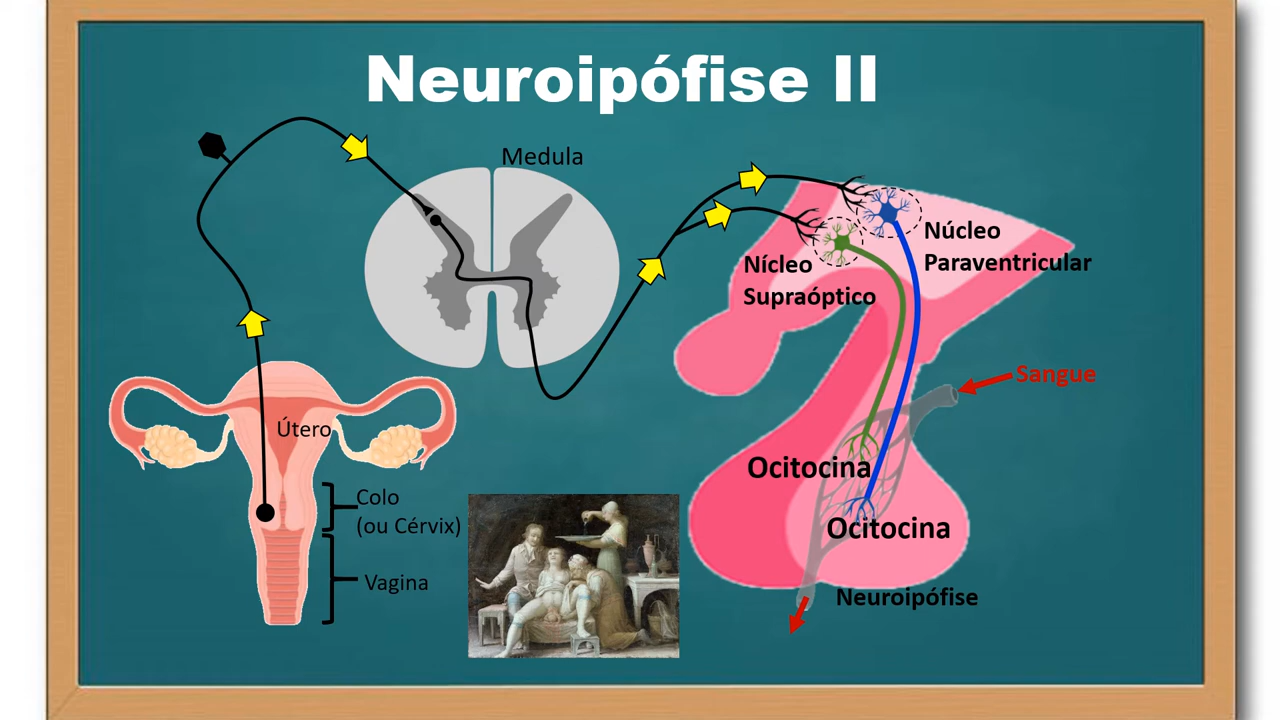 Neuroipófise II
Medula
Núcleo
Paraventricular
Nícleo
Supraóptico
Sangue
Útero
Ocitocina
Colo
(ou Cérvix)
Ocitocina
Vagina
Neuroipófise